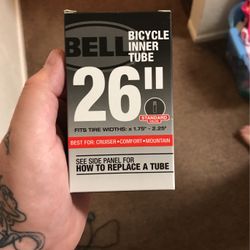 BELL
BICYCLE
INNER
TUBE
26"
STANDARD
VALVE
FITS TIRE WIDTHS: x 1.75" - 2.25"
BEST FOR: CRUISER • COMFORT • MOUNTAIN
SEE SIDE PANEL FOR
HOW TO REPLACE A TUBE